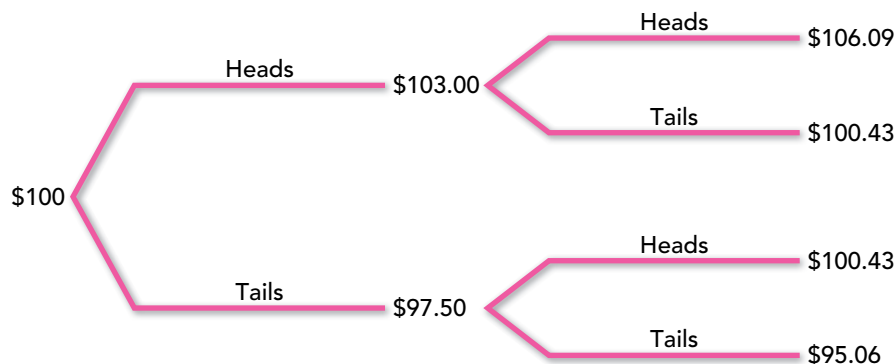 Heads
$106.09
Heads
$103.00
Tails
$100.43
$100
Heads
$100.43
Tails
$97.50
Tails
$95.06